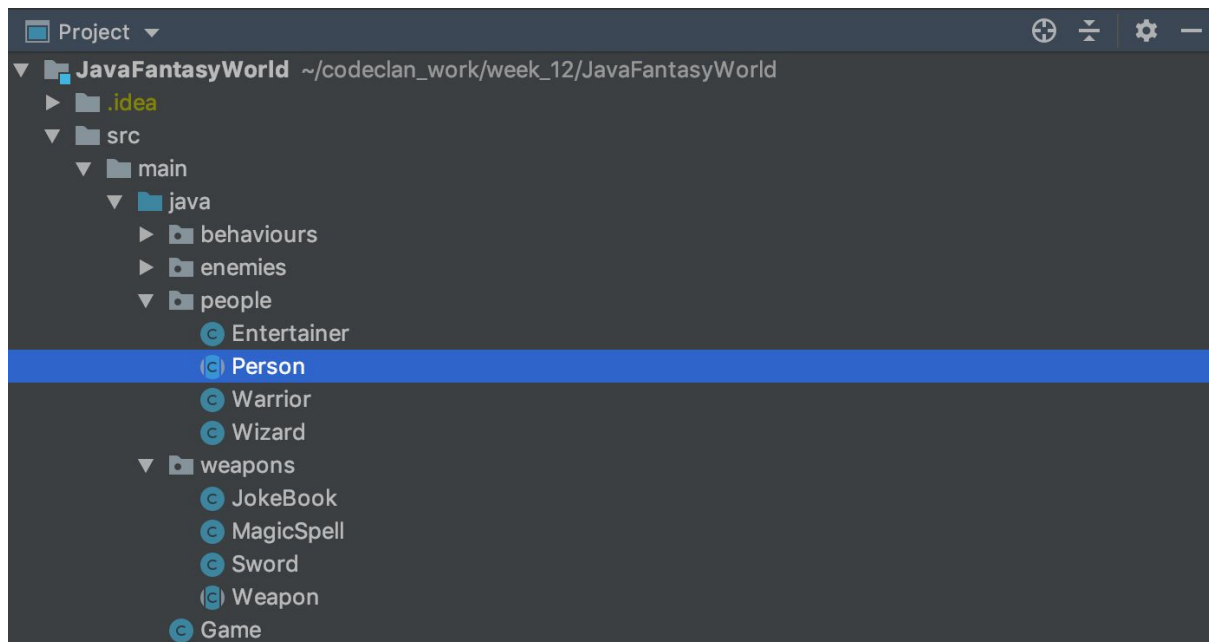 Project
JavaFantasyWorld ~/codeclan_work/week_12/JavaFantasyWorld
.idea
src
main
java
behaviours
enemies
people
C Entertainer
C Person
C Warrior
C Wizard
weapons
C JokeBook
C MagicSpell
C Sword
C Weapon
C Game